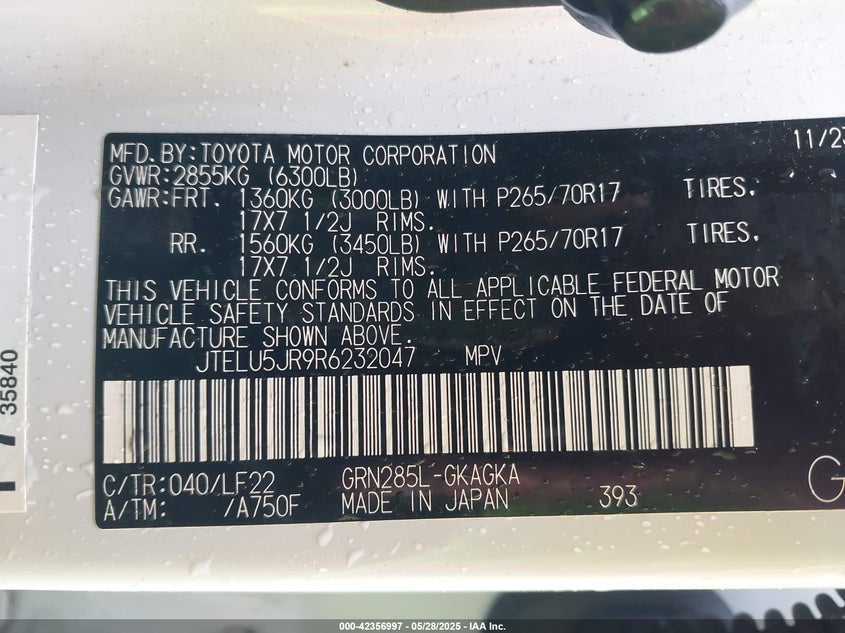 11/23
MFD.BY:TOYOTA MOTOR CORPORATION
GVWR:2855KG (6300LB)
GAWR:FRT. 1360KG (3000LB) WITH P265/70R17 TIRES.
17X7 1/2J RIMS.
RR. 1560KG (3450LB) WITH P265/70R17 TIRES.
17X7 1/2J RIMS.
THIS VEHICLE CONFORMS TO ALL APPLICABLE FEDERAL MOTOR
VEHICLE SAFETY STANDARDS IN EFFECT ON THE DATE OF
MANUFACTURE SHOWN ABOVE.
JTELU5JR9R6232047 MPV
C/TR:040/LF22 GRN285L-GKAGKA
A/TM: /A750F MADE IN JAPAN 393
G
35840
000-42356997 - 05/28/2025 - IAA Inc.